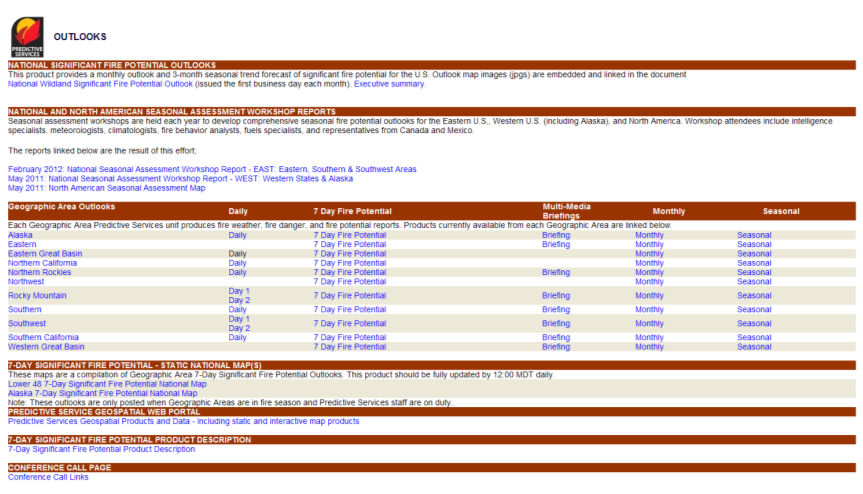 PREDICTIVE
SERVICES
OUTLOOKS
NATIONAL SIGNIFICANT FIRE POTENTIAL OUTLOOKS
This product provides a monthly outlook and 3-month seasonal trend forecast of significant fire potential for the U.S. Outlook map images (jpgs) are embedded and linked in the document
National Wildland Significant Fire Potential Outlook (issued the first business day each month). Executive summary.
NATIONAL AND NORTH AMERICAN SEASONAL ASSESSMENT WORKSHOP REPORTS
Seasonal assessment workshops are held each year to develop comprehensive seasonal fire potential outlooks for the Eastern U.S., Western U.S. (including Alaska), and North America. Workshop attendees include intelligence
specialists, meteorologists, climatologists, fire behavior analysts, fuels specialists, and representatives from Canada and Mexico.
The reports linked below are the result of this effort;
February 2012: National Seasonal Assessment Workshop Report - EAST: Eastern, Southern & Southwest Areas
May 2011: National Seasonal Assessment Workshop Report - WEST: Western States & Alaska
May 2011: North American Seasonal Assessment Map
Geographic Area Outlooks Daily 7 Day Fire Potential Multi-Media Briefings Monthly Seasonal
Each Geographic Area Predictive Services unit produces fire weather, fire danger, and fire potential reports. Products currently available from each Geographic Area are linked below.
Alaska Daily 7 Day Fire Potential Briefing Monthly Seasonal
Eastern 7 Day Fire Potential Briefing Monthly Seasonal
Eastern Great Basin Daily 7 Day Fire Potential Monthly Seasonal
Northern California Daily 7 Day Fire Potential Monthly Seasonal
Northern Rockies Daily 7 Day Fire Potential Briefing Monthly Seasonal
Northwest 7 Day Fire Potential Monthly Seasonal
Rocky Mountain Day 1 Day 2 7 Day Fire Potential Briefing Monthly Seasonal
Southern Daily 7 Day Fire Potential Briefing Monthly Seasonal
Southwest Day 1 Day 2 7 Day Fire Potential Briefing Monthly Seasonal
Southern California Daily 7 Day Fire Potential Briefing Monthly Seasonal
Western Great Basin 7 Day Fire Potential Briefing Monthly Seasonal
7-DAY SIGNIFICANT FIRE POTENTIAL - STATIC NATIONAL MAP(S)
These maps are a compilation of Geographic Area 7-Day Significant Fire Potential Outlooks. This product should be fully updated by 12:00 MDT daily.
Lower 48 7-Day Significant Fire Potential National Map
Alaska 7-Day Significant Fire Potential National Map
Note: These outlooks are only posted when Geographic Areas are in fire season and Predictive Services staff are on duty..
PREDICTIVE SERVICE GEOSPATIAL WEB PORTAL
Predictive Services Geospatial Products and Data - including static and interactive map products
7-DAY SIGNIFICANT FIRE POTENTIAL PRODUCT DESCRIPTION
7-Day Significant Fire Potential Product Description
CONFERENCE CALL PAGE
Conference Call Links